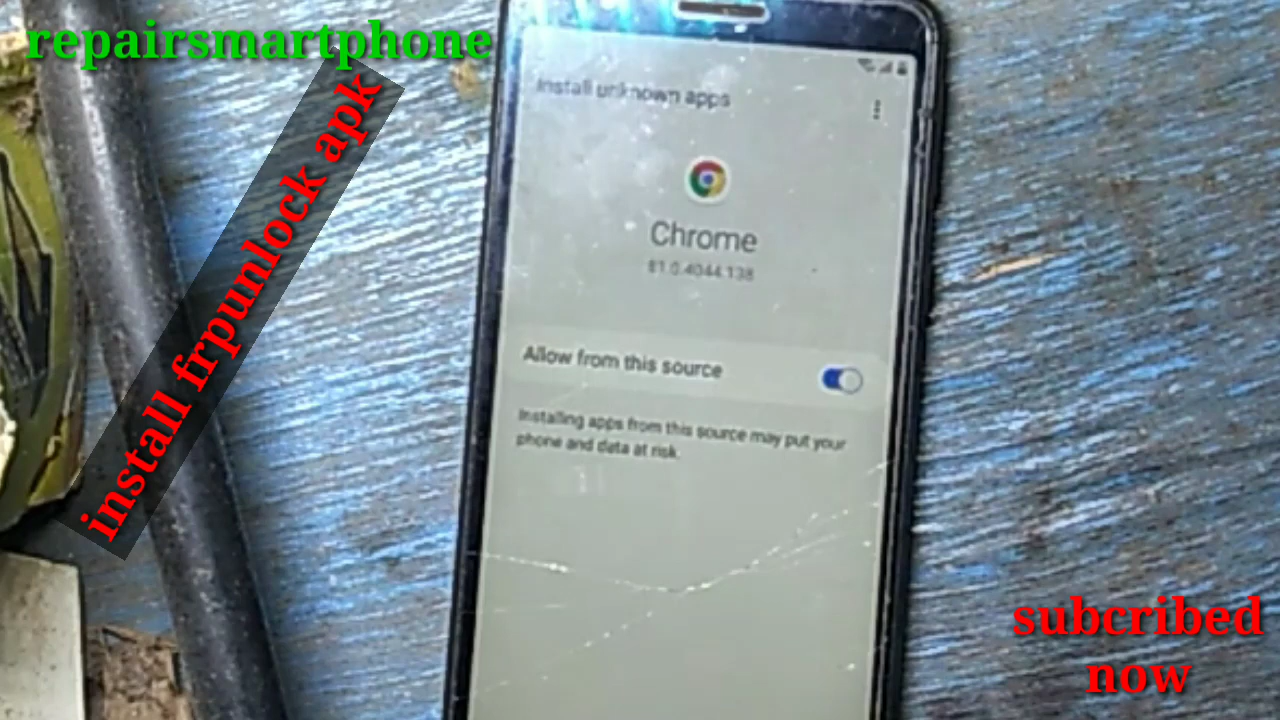 repairsmartphone
install frpunlock apk
Install unknown apps
Chrome
81.0.4044.138
Allow from this source
Installing apps from this source may put your
phone and data at risk.
subcribed
now